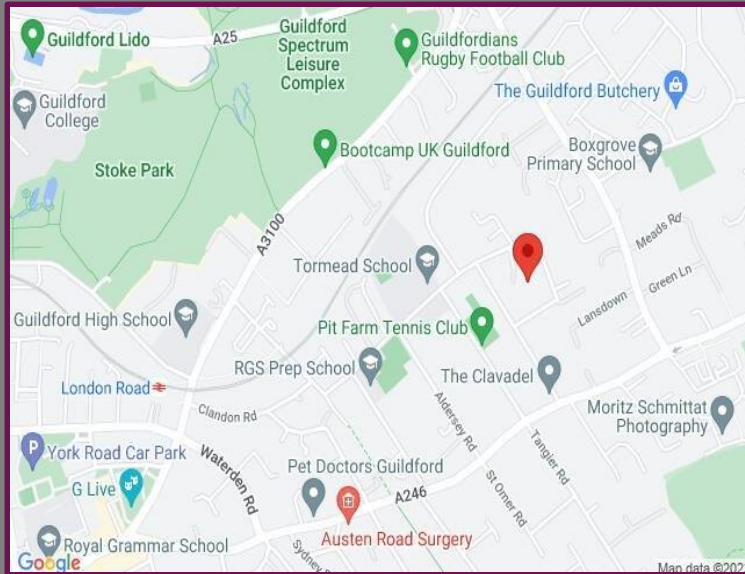 Guildford Lido
A25
Guildford
Spectrum
Leisure
Complex
Guildfordians
Rugby Football Club
Guildford
College
The Guildford Butchery
Stoke Park
Bootcamp UK Guildford
Boxgrove
Primary School
A3100
Meads Rd
Tormead School
Green Ln
Lansdown
Guildford High School
Pit Farm Tennis Club
RGS Prep School
The Clavadel
London Road
Clandon Rd
Aldersey Rd
Moritz Schmittat
Photography
Tangier Rd
P
York Road Car Park
Waterden Rd
Pet Doctors Guildford
St Omer Rd
G Live
A246
Austen Road Surgery
Royal Grammar School
Sydney
Google
Map data ©202